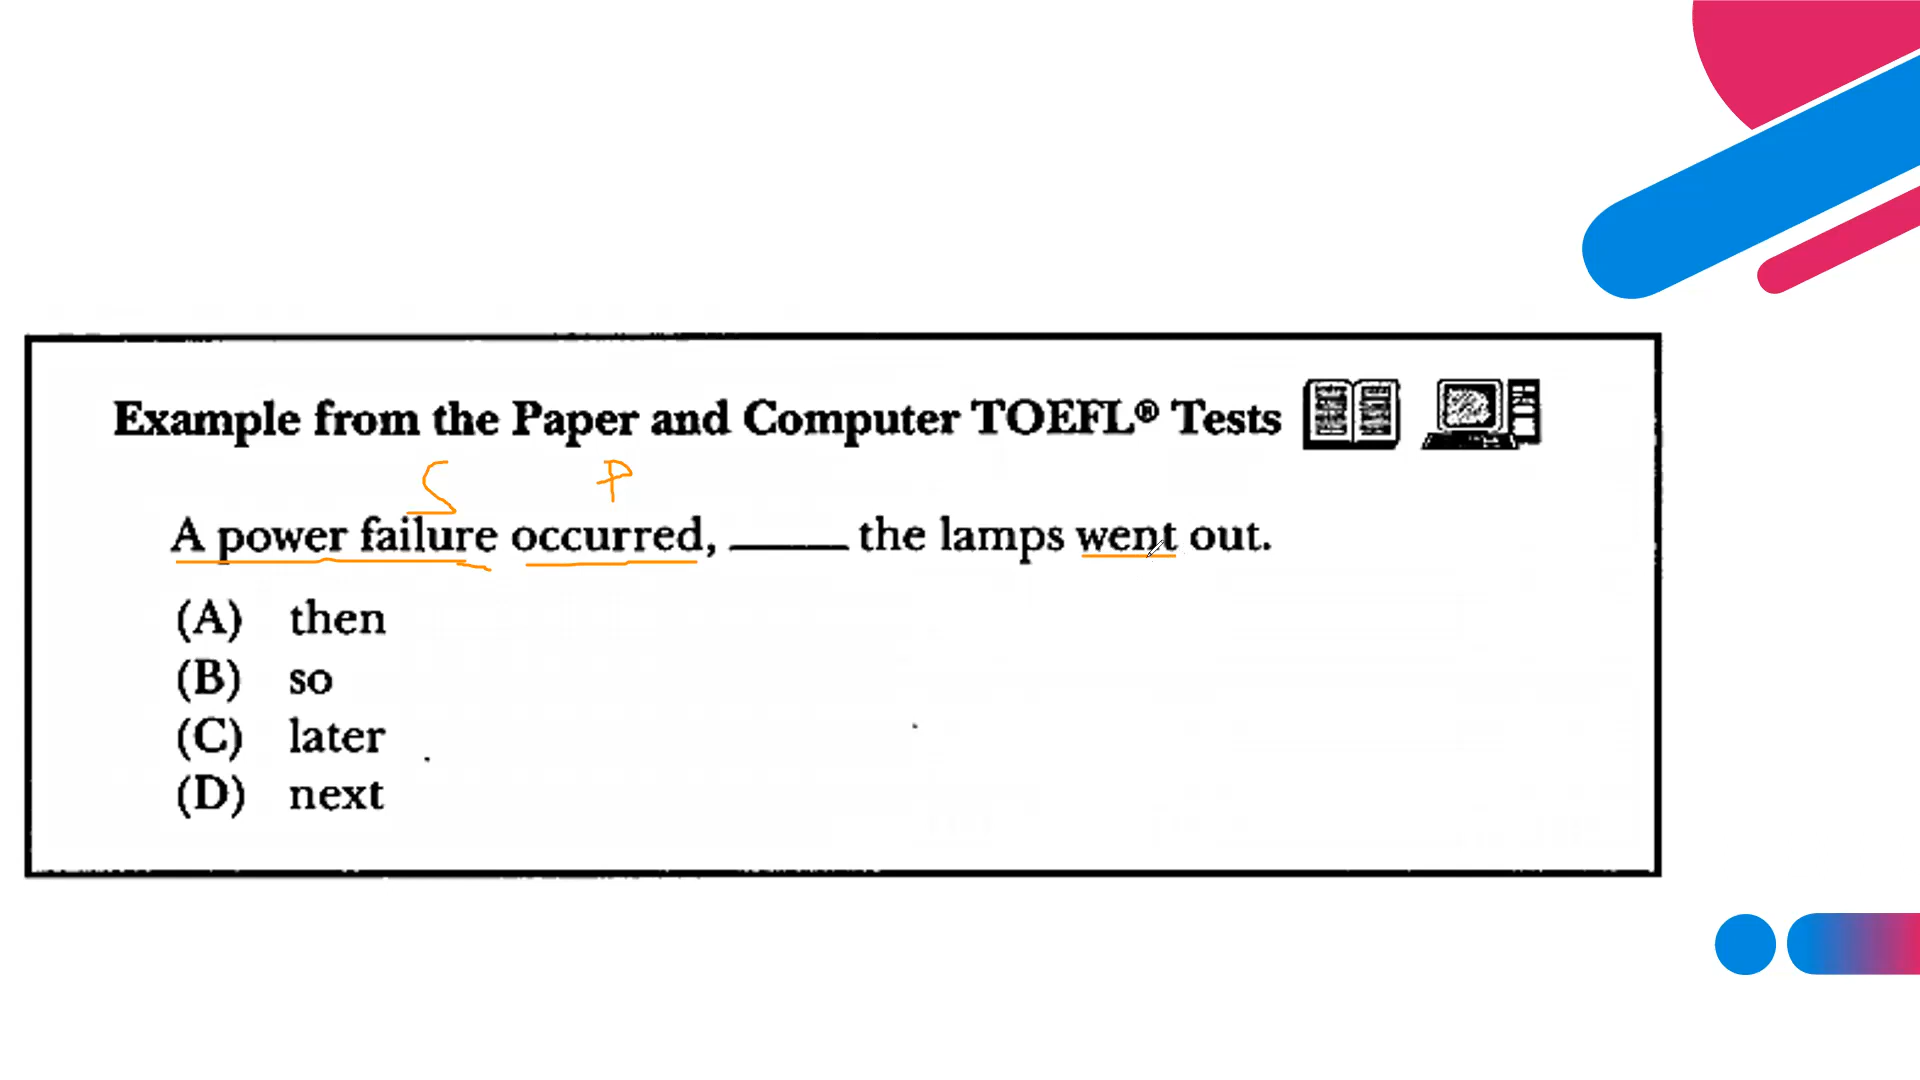 Example from the Paper and Computer TOEFL® Tests
S P
A power failure occurred, _____ the lamps went out.
(A) then
(B) so
(C) later
(D) next